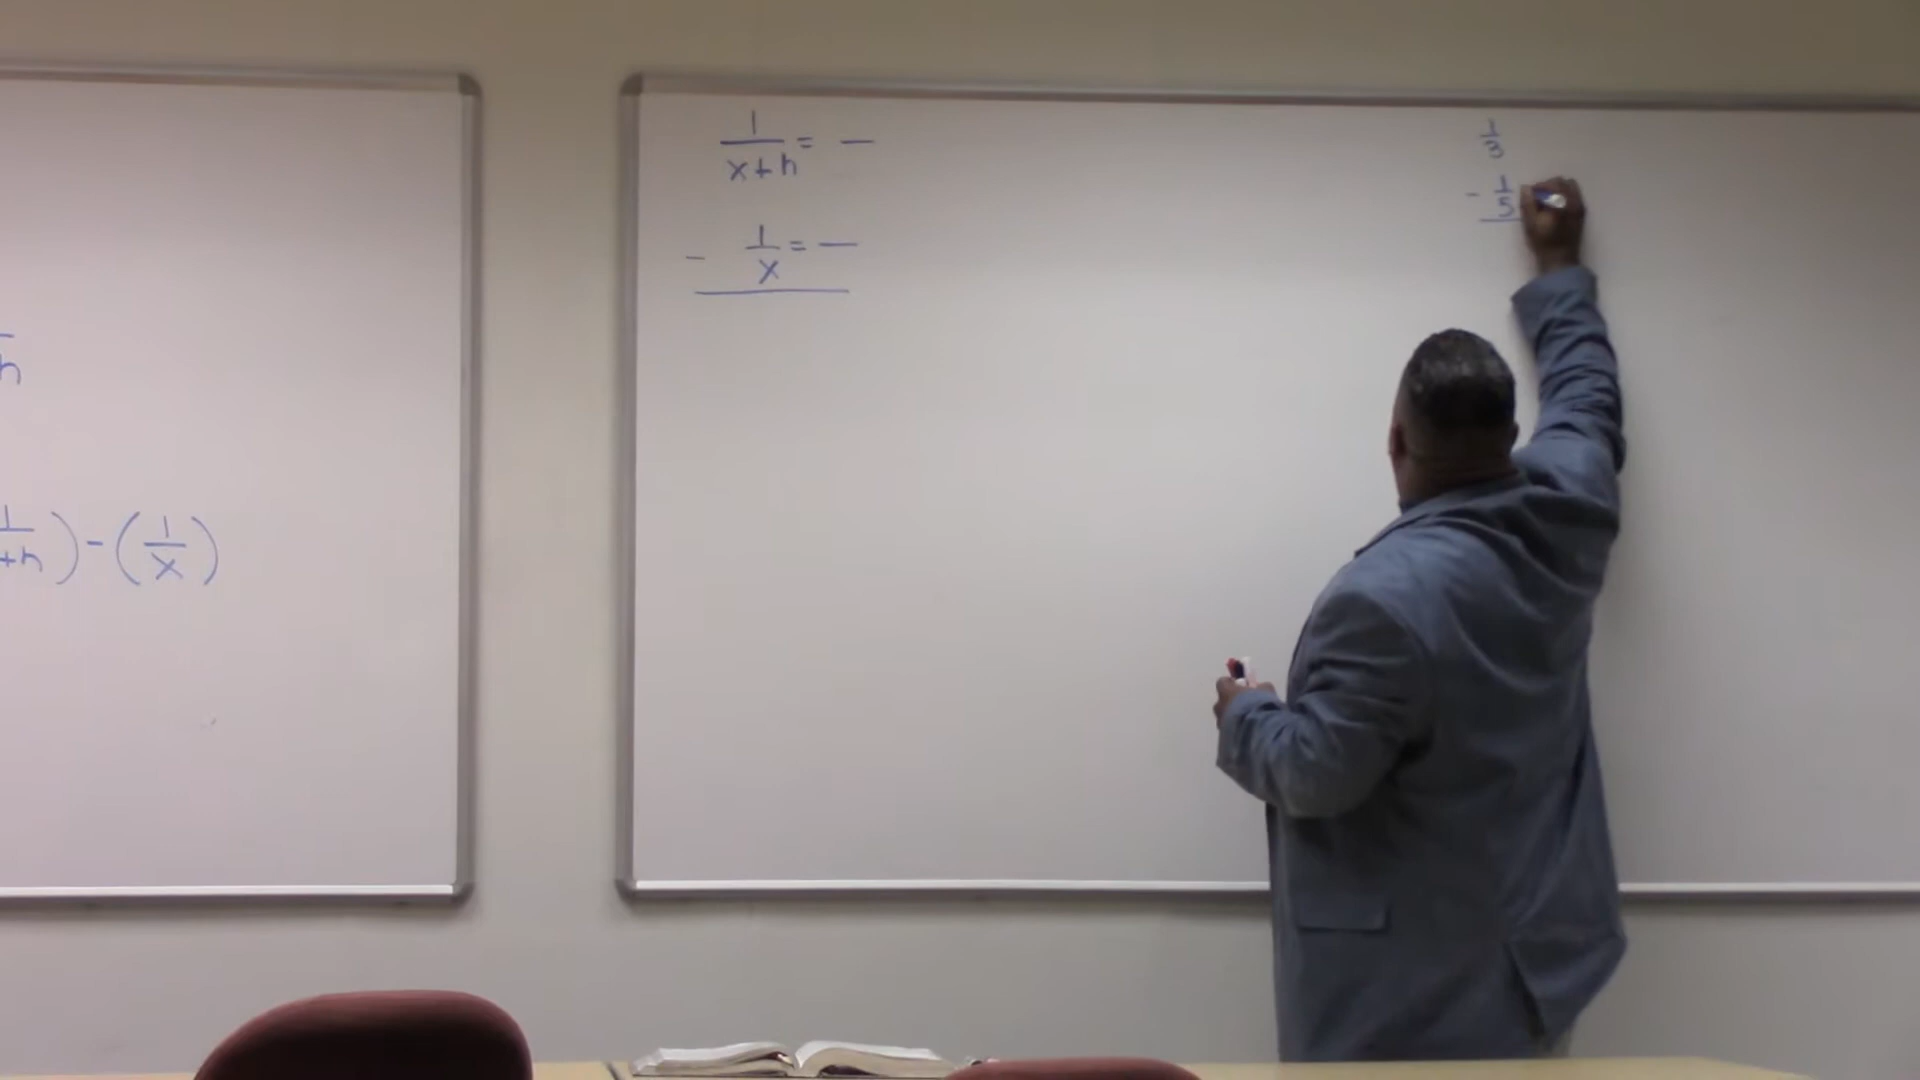 h
1
+h ) - ( 1
x )
1
x+h = —
- 1
x = —
1
3
- 1
5